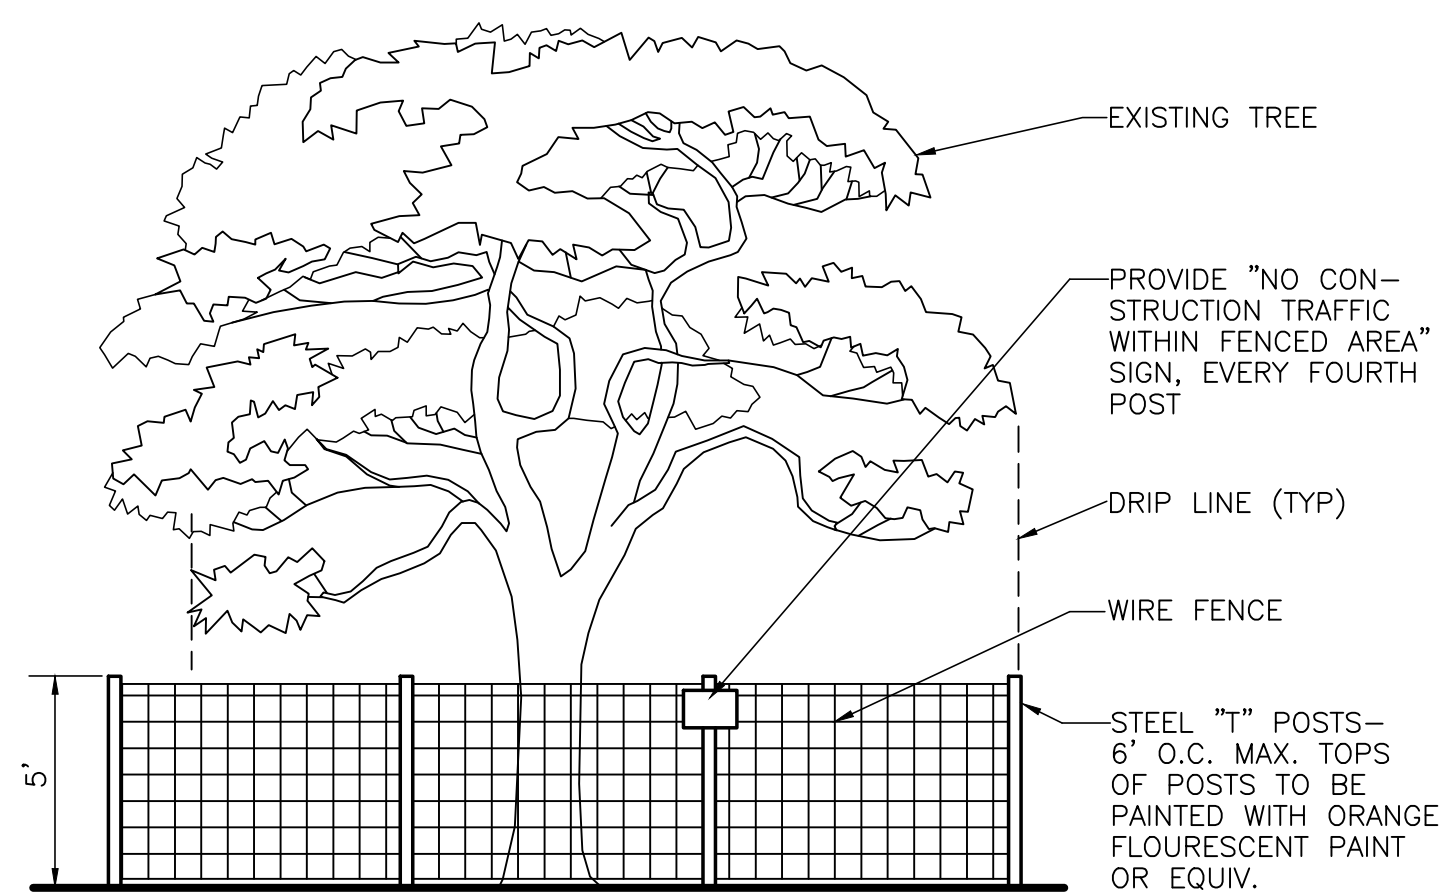 EXISTING TREE
PROVIDE "NO CON-
STRUCTION TRAFFIC
WITHIN FENCED AREA"
SIGN, EVERY FOURTH
POST
DRIP LINE (TYP)
WIRE FENCE
STEEL "T" POSTS-
6' O.C. MAX. TOPS
OF POSTS TO BE
PAINTED WITH ORANGE
FLOURESCENT PAINT
OR EQUIV.
5'